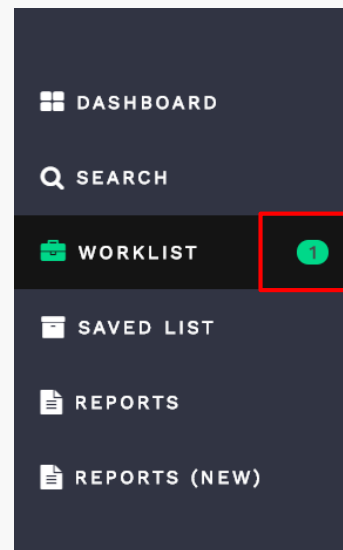 DASHBOARD
SEARCH
WORKLIST 1
SAVED LIST
REPORTS
REPORTS (NEW)